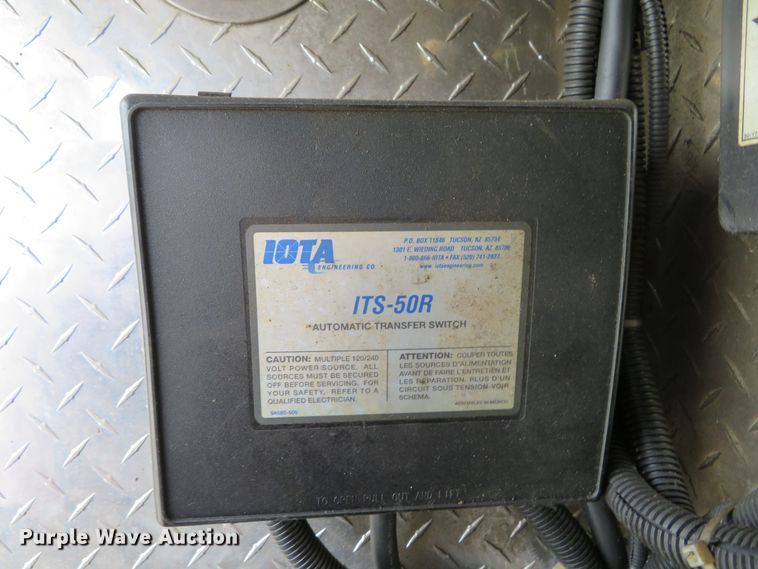 IOTA
ENGINEERING CO.
P.O. BOX 11846 TUCSON, AZ 85734
1301 E. WIEDING ROAD TUCSON, AZ 85706
1-800-866-IOTA • FAX (520) 741-2837
www.iotaengineering.com
ITS-50R
AUTOMATIC TRANSFER SWITCH
CAUTION: MULTIPLE 120/240
VOLT POWER SOURCE. ALL
SOURCES MUST BE SECURED
OFF BEFORE SERVICING. FOR
YOUR SAFETY, REFER TO A
QUALIFIED ELECTRICIAN.
ATTENTION: COUPER TOUTES
LES SOURCES D'ALIMENTATION
AVANT DE FAIRE L'ENTRETIEN ET
LES REPARATION. PLUS D'UN
CIRCUIT SOUS TENSION-VOIR
SCHEMA.
ASSEMBLED IN MEXICO
TO OPEN PULL OUT AND LIFT
Purple Wave Auction